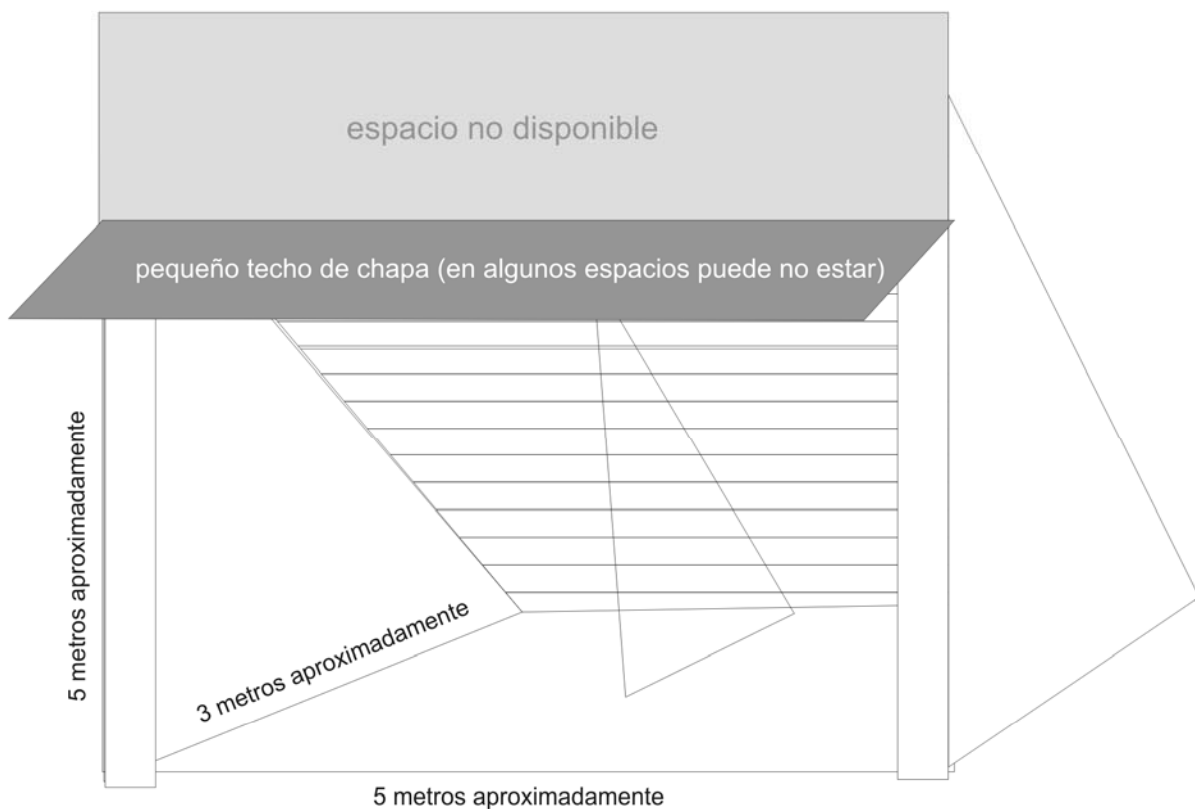 espacio no disponible
pequeño techo de chapa (en algunos espacios puede no estar)
5 metros aproximadamente
3 metros aproximadamente
5 metros aproximadamente